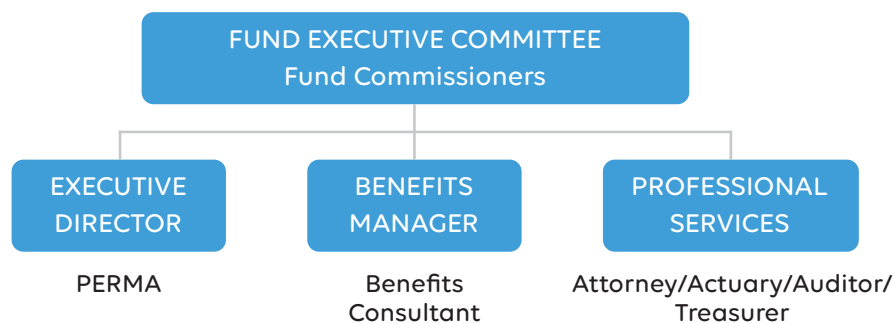 FUND EXECUTIVE COMMITTEE
Fund Commissioners
EXECUTIVE
DIRECTOR
PERMA
BENEFITS
MANAGER
Benefits
Consultant
PROFESSIONAL
SERVICES
Attorney/Actuary/Auditor/
Treasurer